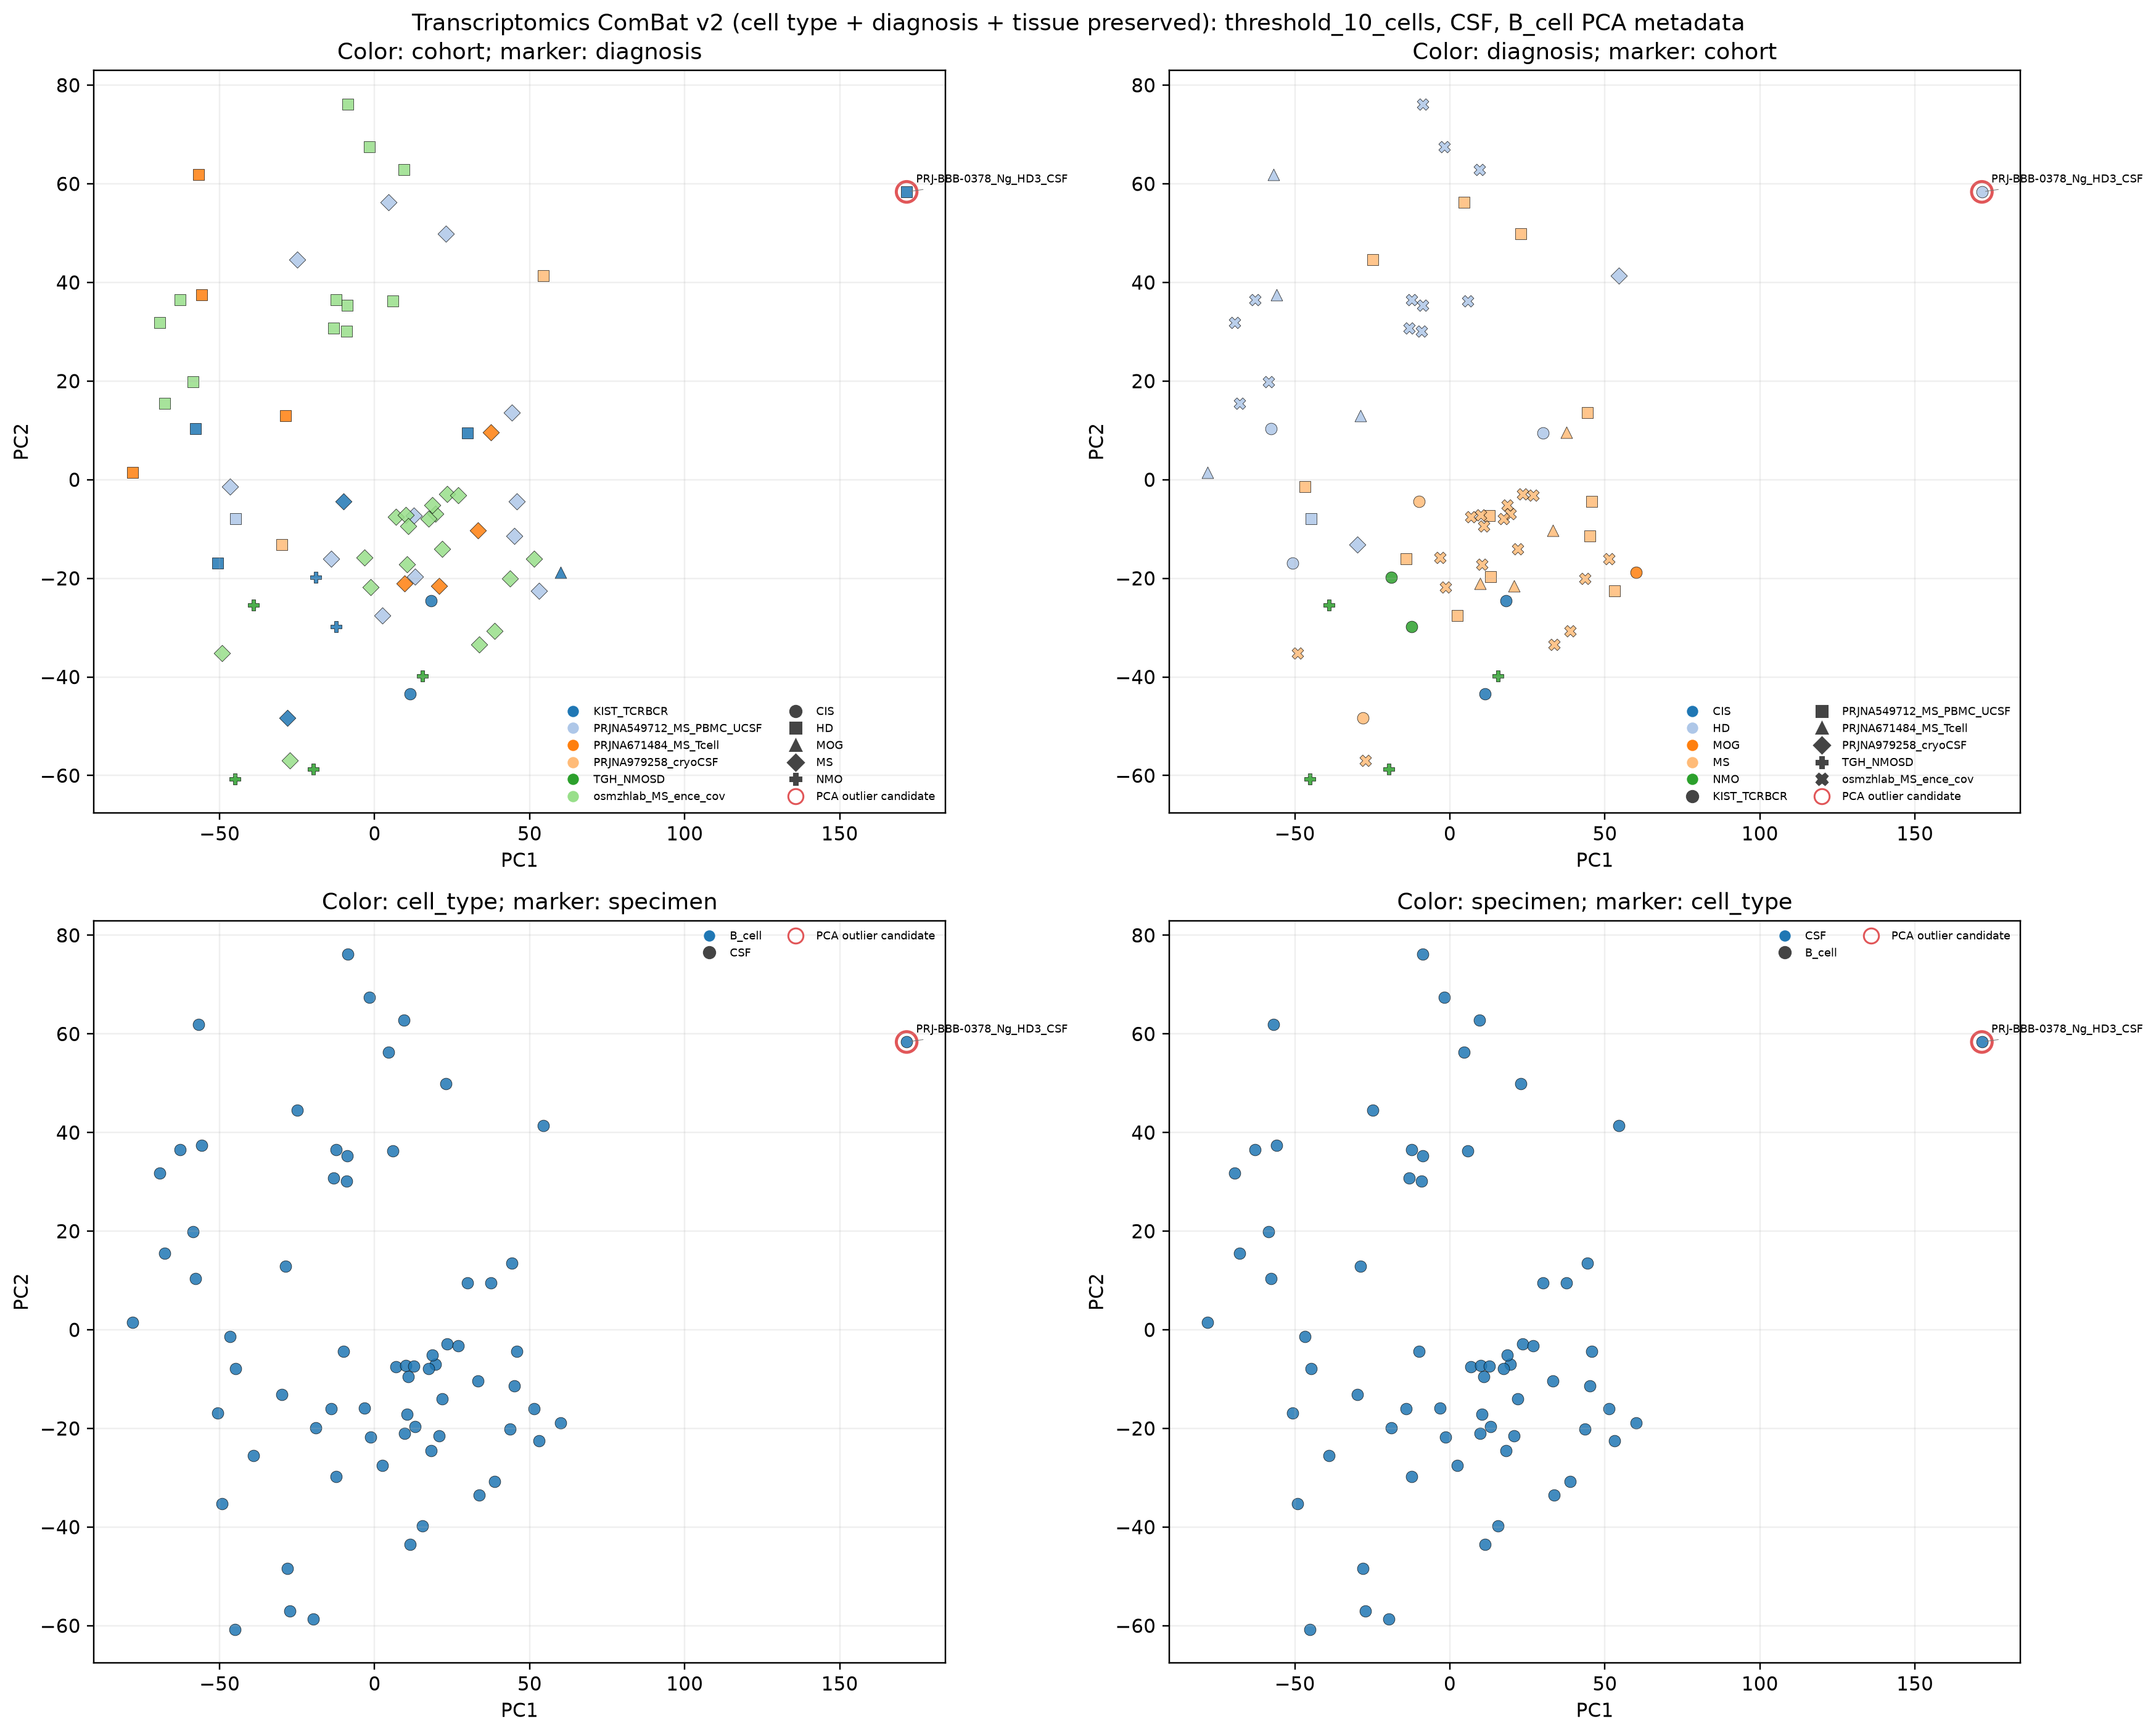 Transcriptomics ComBat v2 (cell type + diagnosis + tissue preserved): threshold_10_cells, CSF, B_cell PCA metadata
Color: cohort; marker: diagnosis
80
60
40
20
0
−20
−40
−60
PC2
−50
0
50
100
150
PC1
PRJ-BBB-0378_Ng_HD3_CSF
KIST_TCRBCR
PRJNA549712_MS_PBMC_UCSF
PRJNA671484_MS_Tcell
PRJNA979258_cryoCSF
TGH_NMOSD
osmzhlab_MS_ence_cov
CIS
HD
MOG
MS
NMO
PCA outlier candidate
Color: diagnosis; marker: cohort
80
60
40
20
0
−20
−40
−60
PC2
−50
0
50
100
150
PC1
PRJ-BBB-0378_Ng_HD3_CSF
CIS
HD
MOG
MS
NMO
KIST_TCRBCR
PRJNA549712_MS_PBMC_UCSF
PRJNA671484_MS_Tcell
PRJNA979258_cryoCSF
TGH_NMOSD
osmzhlab_MS_ence_cov
PCA outlier candidate
Color: cell_type; marker: specimen
80
60
40
20
0
−20
−40
−60
PC2
−50
0
50
100
150
PC1
B_cell
CSF
PCA outlier candidate
PRJ-BBB-0378_Ng_HD3_CSF
Color: specimen; marker: cell_type
80
60
40
20
0
−20
−40
−60
PC2
−50
0
50
100
150
PC1
CSF
B_cell
PCA outlier candidate
PRJ-BBB-0378_Ng_HD3_CSF